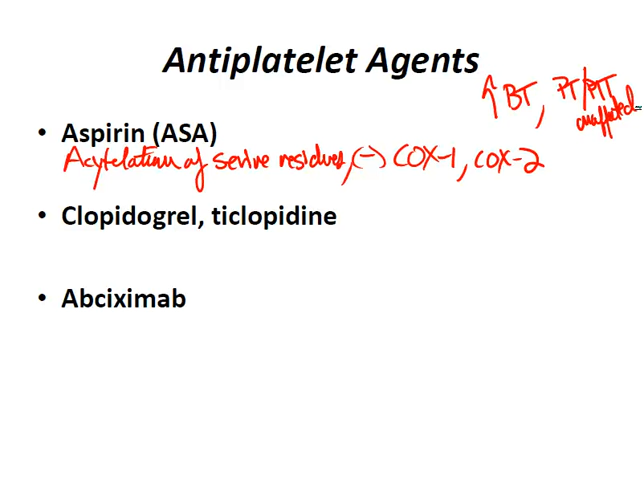 Antiplatelet Agents
↑ BT, PT/PTT
unaffected
• Aspirin (ASA)
Acytelation of serine residues, (-) COX-1, COX-2
• Clopidogrel, ticlopidine
• Abciximab